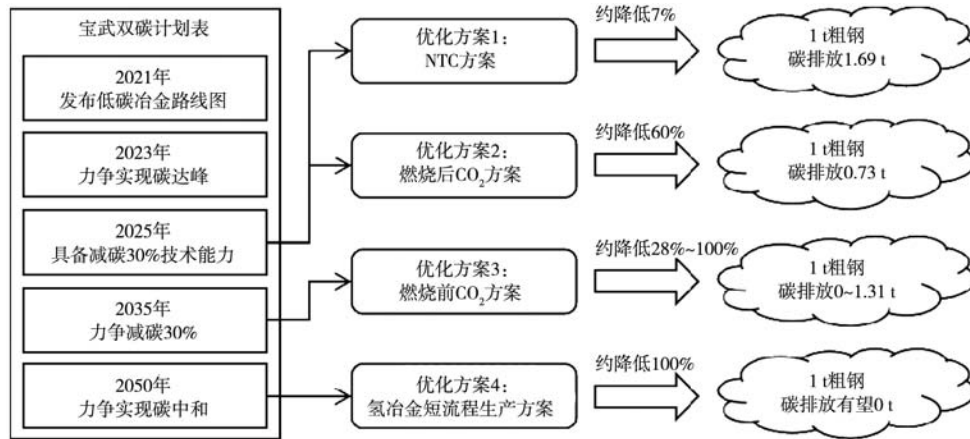 宝武双碳计划表
2021年
发布低碳冶金路线图
2023年
力争实现碳达峰
2025年
具备减碳30%技术能力
2035年
力争减碳30%
2050年
力争实现碳中和
优化方案1：
NTC方案
约降低7%
1 t粗钢
碳排放1.69 t
优化方案2：
燃烧后CO₂方案
约降低60%
1 t粗钢
碳排放0.73 t
优化方案3：
燃烧前CO₂方案
约降低28%~100%
1 t粗钢
碳排放0~1.31 t
优化方案4：
氢冶金短流程生产方案
约降低100%
1 t粗钢
碳排放有望0 t